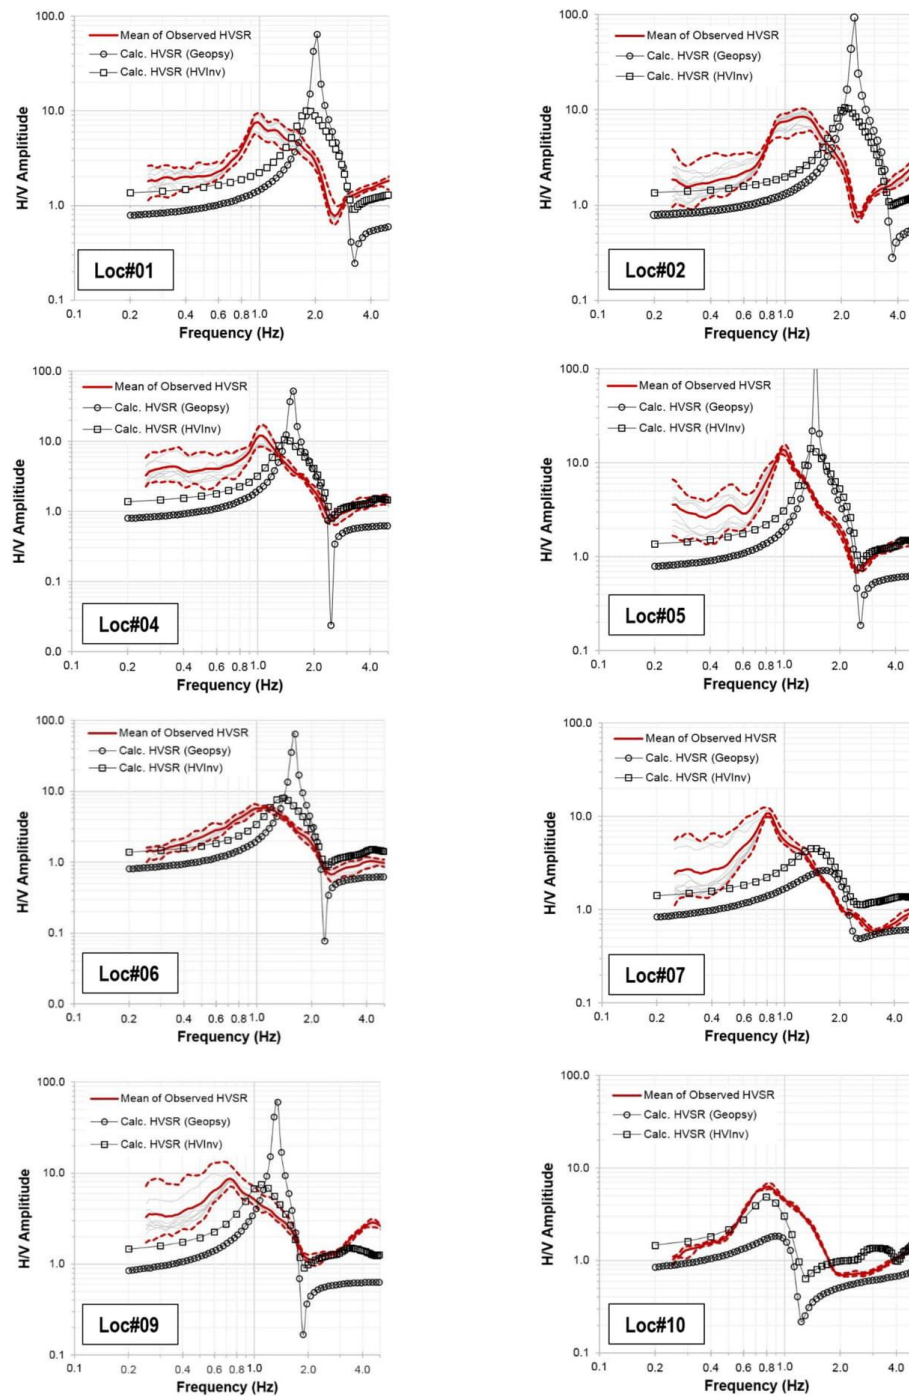 100.0
10.0
1.0
0.1
H/V Amplitiude
Mean of Observed HVSR
Calc. HVSR (Geopsy)
Calc. HVSR (HVInv)
Loc#01
0.1 0.2 0.4 0.6 0.8 1.0 2.0 4.0
Frequency (Hz)
100.0
10.0
1.0
0.1
H/V Amplitiude
Mean of Observed HVSR
Calc. HVSR (Geopsy)
Calc. HVSR (HVInv)
Loc#02
0.1 0.2 0.4 0.6 0.8 1.0 2.0 4.0
Frequency (Hz)
100.0
10.0
1.0
0.1
0.0
H/V Amplitiude
Mean of Observed HVSR
Calc. HVSR (Geopsy)
Calc. HVSR (HVInv)
Loc#04
0.1 0.2 0.4 0.6 0.8 1.0 2.0 4.0
Frequency (Hz)
100.0
10.0
1.0
0.1
H/V Amplitiude
Mean of Observed HVSR
Calc. HVSR (Geopsy)
Calc. HVSR (HVInv)
Loc#05
0.1 0.2 0.4 0.6 0.8 1.0 2.0 4.0
Frequency (Hz)
100.0
10.0
1.0
0.1
0.0
H/V Amplitiude
Mean of Observed HVSR
Calc. HVSR (Geopsy)
Calc. HVSR (HVInv)
Loc#06
0.1 0.2 0.4 0.6 0.8 1.0 2.0 4.0
Frequency (Hz)
100.0
10.0
1.0
0.1
H/V Amplitiude
Mean of Observed HVSR
Calc. HVSR (Geopsy)
Calc. HVSR (HVInv)
Loc#07
0.1 0.2 0.4 0.6 0.8 1.0 2.0 4.0
Frequency (Hz)
100.0
10.0
1.0
0.1
H/V Amplitiude
Mean of Observed HVSR
Calc. HVSR (Geopsy)
Calc. HVSR (HVInv)
Loc#09
0.1 0.2 0.4 0.6 0.8 1.0 2.0 4.0
Frequency (Hz)
100.0
10.0
1.0
0.1
H/V Amplitiude
Mean of Observed HVSR
Calc. HVSR (Geopsy)
Calc. HVSR (HVInv)
Loc#10
0.1 0.2 0.4 0.6 0.8 1.0 2.0 4.0
Frequency (Hz)